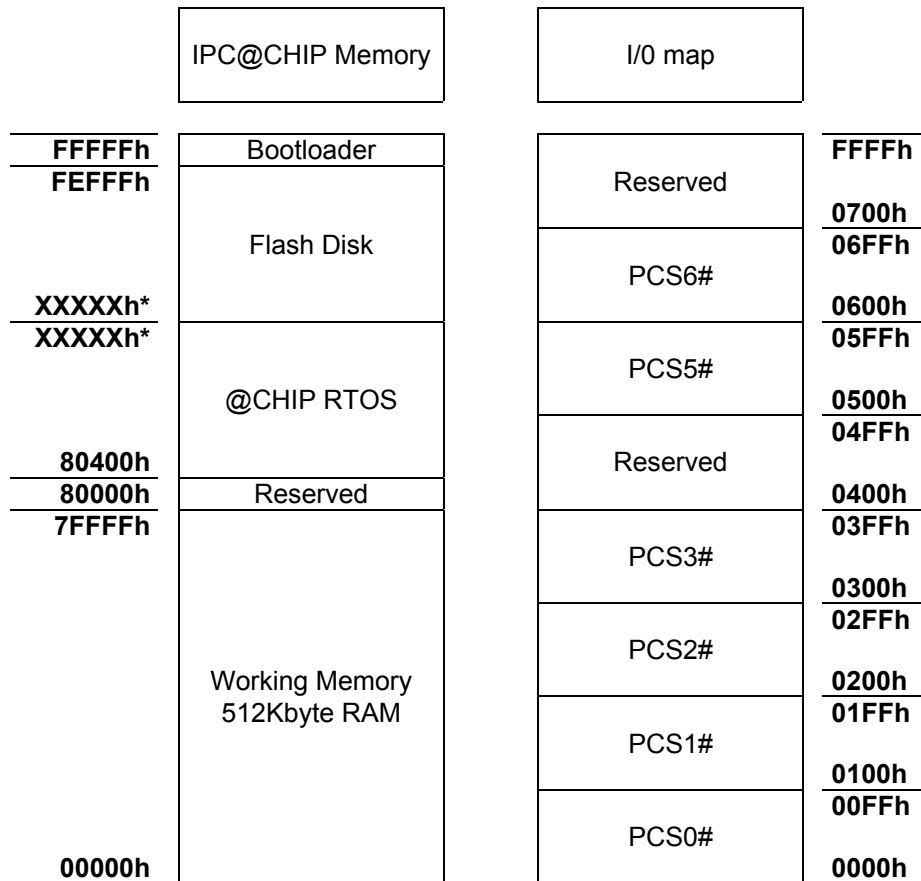 IPC@CHIP Memory
I/0 map
FFFFFh
Bootloader
FFFFh
FEFFFh
Reserved
0700h
Flash Disk
06FFh
PCS6#
XXXXXh*
0600h
XXXXXh*
05FFh
PCS5#
@CHIP RTOS
0500h
04FFh
80400h
Reserved
80000h
Reserved
0400h
7FFFFh
03FFh
PCS3#
0300h
02FFh
PCS2#
Working Memory
0200h
512Kbyte RAM
01FFh
PCS1#
0100h
00FFh
PCS0#
00000h
0000h